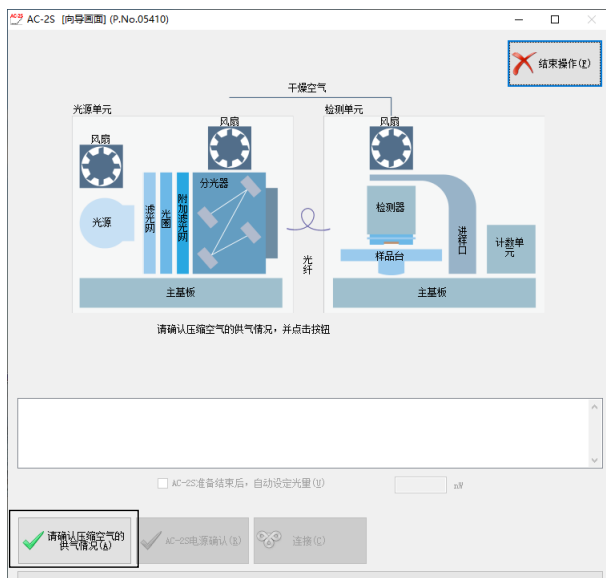 AC-2S [向导画面] (P.No.05410)
结束操作(E)
干燥空气
光源单元
检测单元
风扇
风扇
风扇
分光器
光源
滤光网
光圈
附加滤光网
检测器
进样口
计数单元
样品台
光纤
主基板
主基板
请确认压缩空气的供气情况，并点击按钮
AC-2S准备结束后，自动设定光量(U)
nW
请确认压缩空气的
供气情况(A)
AC-2S电源确认(R)
连接(C)